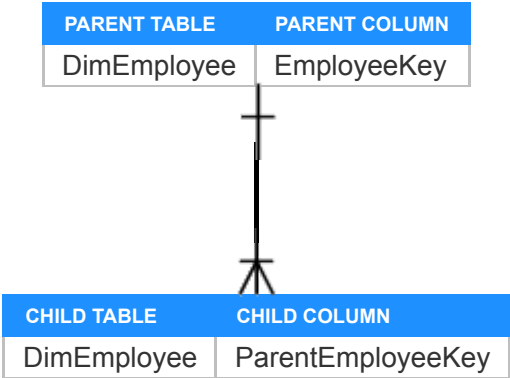 PARENT TABLE PARENT COLUMN
DimEmployee EmployeeKey
CHILD TABLE CHILD COLUMN
DimEmployee ParentEmployeeKey